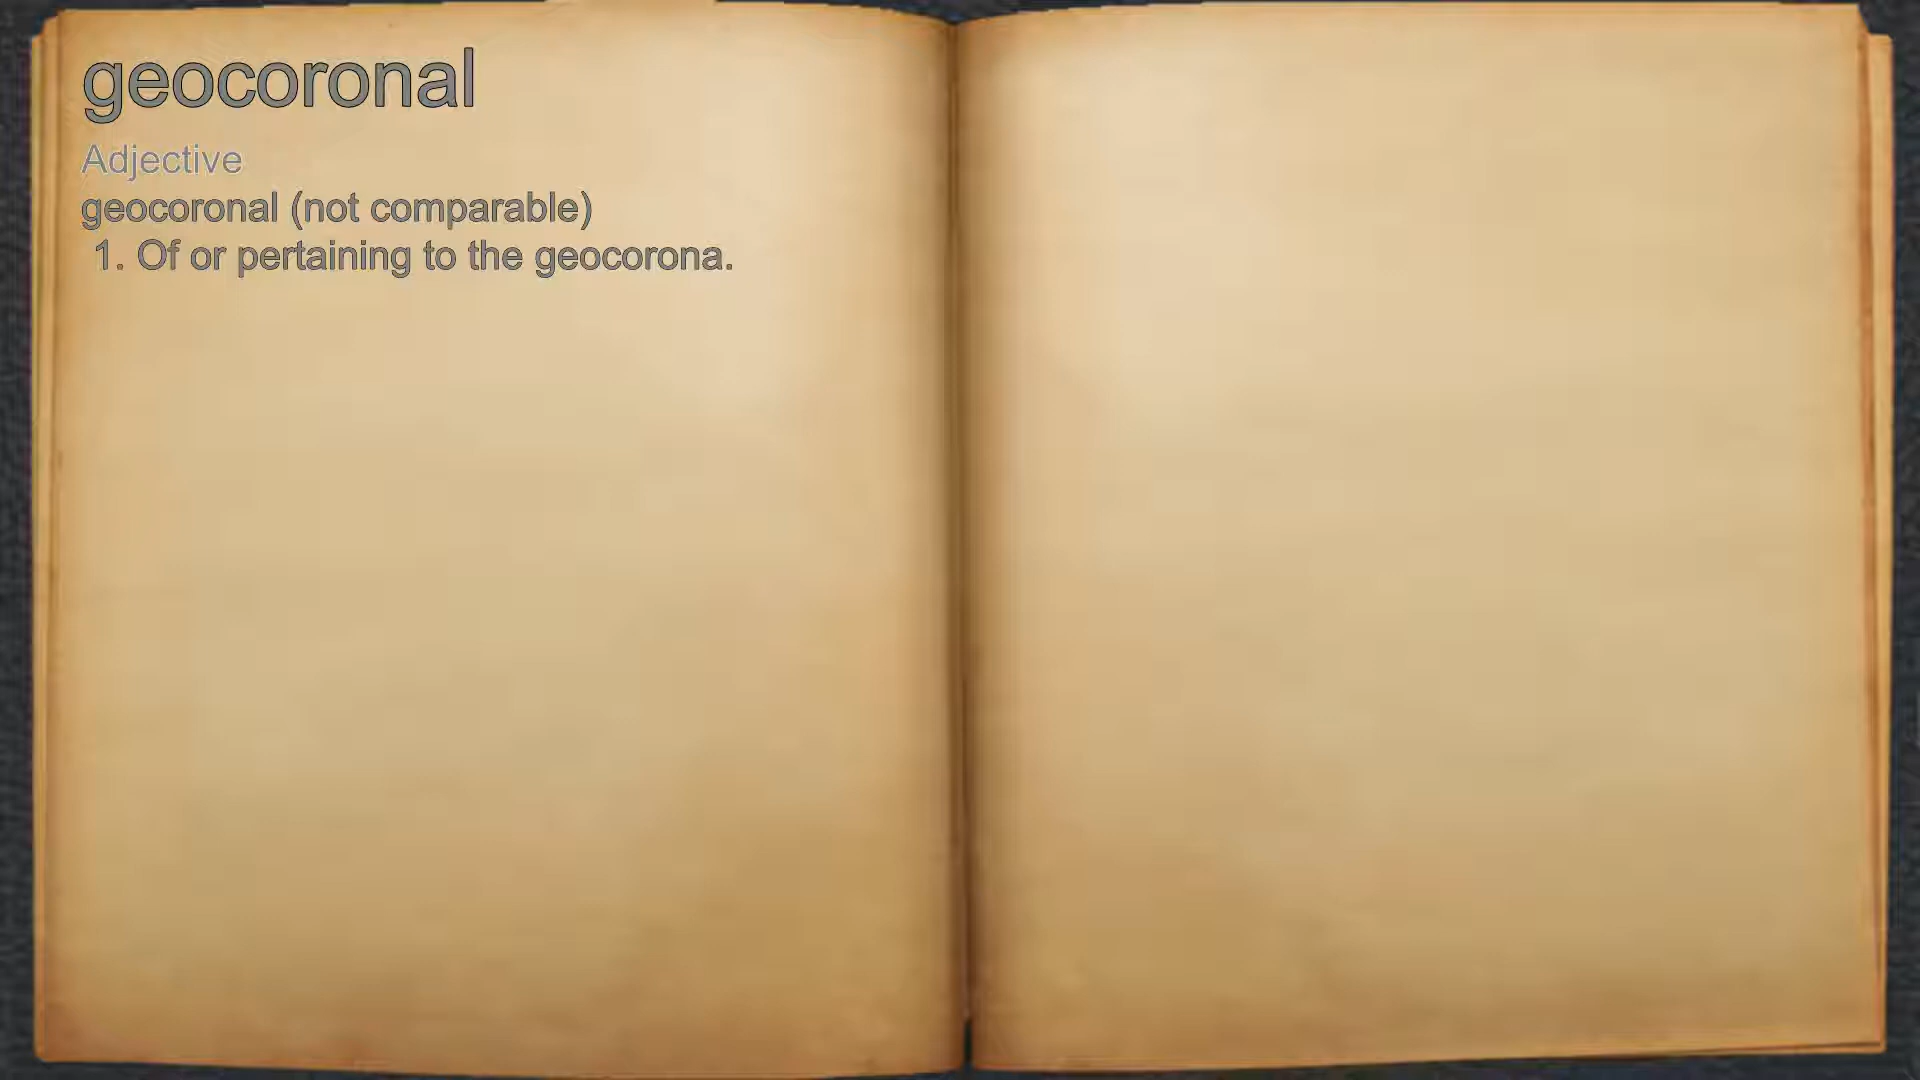 geocoronal
Adjective
geocoronal (not comparable)
1. Of or pertaining to the geocorona.